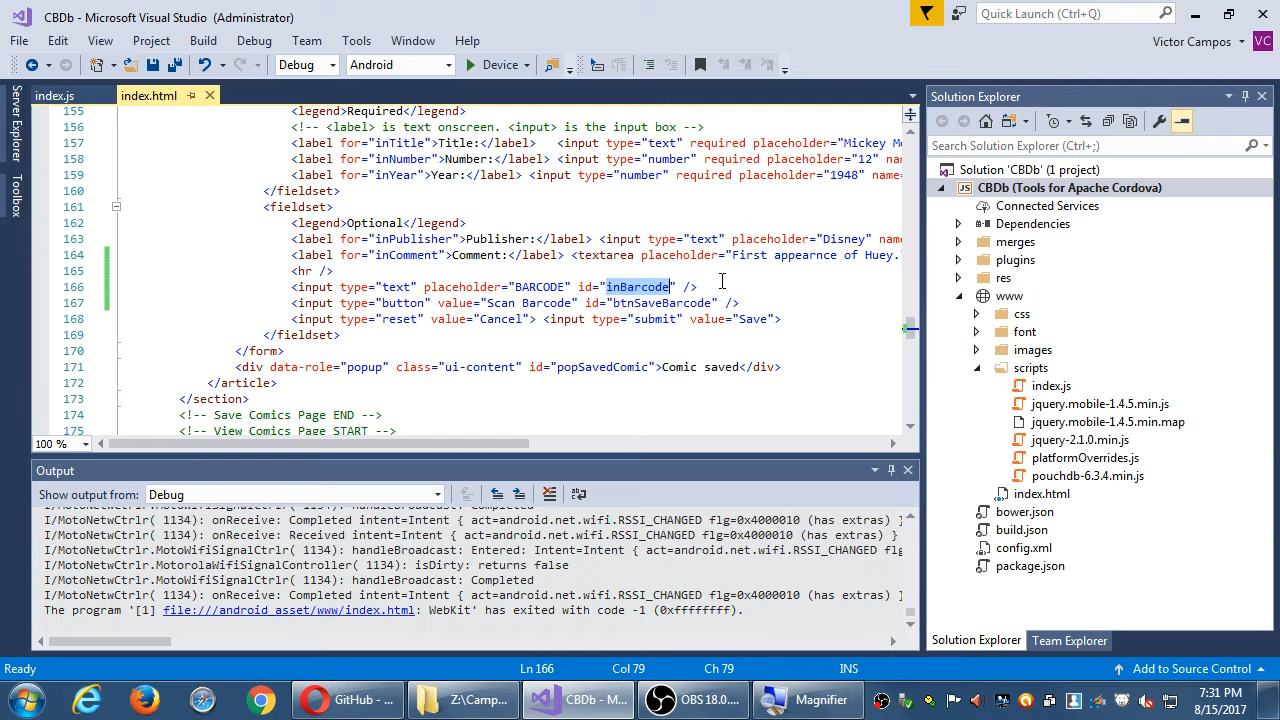 CBDb - Microsoft Visual Studio (Administrator)
Quick Launch (Ctrl+Q)
File Edit View Project Build Debug Team Tools Window Help
Victor Campos VC
Debug Android Device
index.js index.html
Solution Explorer
Server Explorer
Toolbox
Search Solution Explorer (Ctrl+;)
155 <legend>Required</legend>
156 <!-- <label> is text onscreen. <input> is the input box -->
157 <label for="inTitle">Title:</label> <input type="text" required placeholder="Mickey Mo
158 <label for="inNumber">Number:</label> <input type="number" required placeholder="12" name=
159 <label for="inYear">Year:</label> <input type="number" required placeholder="1948" name=
160 </fieldset>
161 <fieldset>
162 <legend>Optional</legend>
163 <label for="inPublisher">Publisher:</label> <input type="text" placeholder="Disney" name
164 <label for="inComment">Comment:</label> <textarea placeholder="First appearnce of Huey."
165 <hr />
166 <input type="text" placeholder="BARCODE" id="inBarcode" />
167 <input type="button" value="Scan Barcode" id="btnSaveBarcode" />
168 <input type="reset" value="Cancel"> <input type="submit" value="Save">
169 </fieldset>
170 </form>
171 <div data-role="popup" class="ui-content" id="popSavedComic">Comic saved</div>
172 </article>
173 </section>
174 <!-- Save Comics Page END -->
175 <!-- View Comics Page START -->
100 %
Solution 'CBDb' (1 project)
JS CBDb (Tools for Apache Cordova)
Connected Services
Dependencies
merges
plugins
res
www
css
font
images
scripts
index.js
jquery.mobile-1.4.5.min.js
jquery.mobile-1.4.5.min.map
jquery-2.1.0.min.js
platformOverrides.js
pouchdb-6.3.4.min.js
index.html
bower.json
build.json
config.xml
package.json
Solution Explorer Team Explorer
Output
Show output from: Debug
I/MotoNetwCtrlr.MotoWifiSignalCtrlr( 1134): handleBroadcast: Completed
I/MotoNetwCtrlr( 1134): onReceive: Completed intent=Intent { act=android.net.wifi.RSSI_CHANGED flg=0x4000010 (has extras) }
I/MotoNetwCtrlr( 1134): onReceive: Received intent=Intent { act=android.net.wifi.RSSI_CHANGED flg=0x4000010 (has extras) }
I/MotoNetwCtrlr.MotoWifiSignalCtrlr( 1134): handleBroadcast: Entered: Intent=Intent { act=android.net.wifi.RSSI_CHANGED fl
I/MotoNetwCtrlr.MotorolaWifiSignalController( 1134): isDirty: returns false
I/MotoNetwCtrlr.MotoWifiSignalCtrlr( 1134): handleBroadcast: Completed
I/MotoNetwCtrlr( 1134): onReceive: Completed intent=Intent { act=android.net.wifi.RSSI_CHANGED flg=0x4000010 (has extras) }
The program '[1] file:///android_asset/www/index.html: WebKit' has exited with code -1 (0xffffffff).
Ready Ln 166 Col 79 Ch 79 INS Add to Source Control
GitHub - ... Z:\Camp... CBDb - M... OBS 18.0.... Magnifier
7:31 PM
8/15/2017